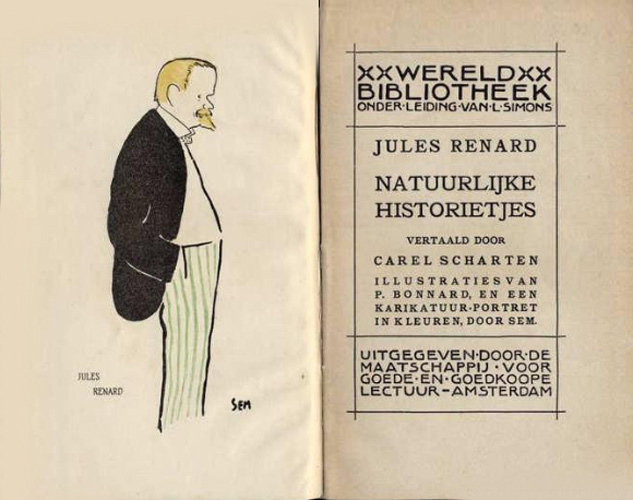 JULES
RENARD
SEM
XXWERELDXX
BIBLIOTHEEK
ONDER·LEIDING·VAN·L·SIMONS
JULES RENARD
NATUURLIJKE
HISTORIETJES
VERTAALD DOOR
CAREL SCHARTEN
ILLUSTRATIES VAN
P. BONNARD, EN EEN
KARIKATUUR-PORTRET
IN KLEUREN, DOOR SEM.
UITGEGEVEN·DOOR·DE
MAATSCHAPPIJ·VOOR
GOEDE·EN·GOEDKOOPE
LECTUUR-AMSTERDAM